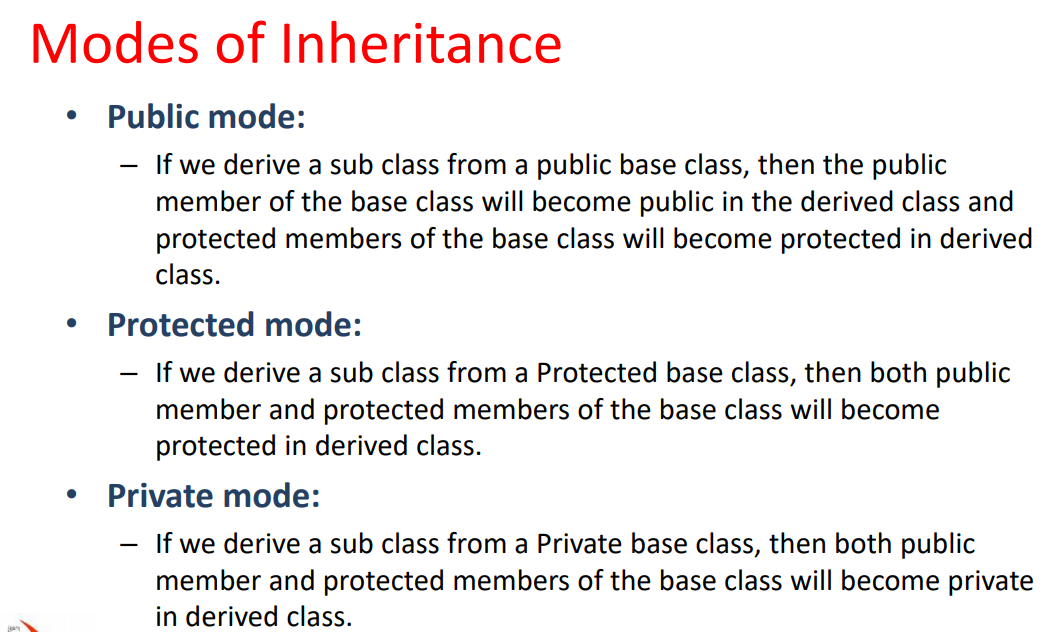 Modes of Inheritance
• Public mode:
– If we derive a sub class from a public base class, then the public
member of the base class will become public in the derived class and
protected members of the base class will become protected in derived
class.
• Protected mode:
– If we derive a sub class from a Protected base class, then both public
member and protected members of the base class will become
protected in derived class.
• Private mode:
– If we derive a sub class from a Private base class, then both public
member and protected members of the base class will become private
in derived class.